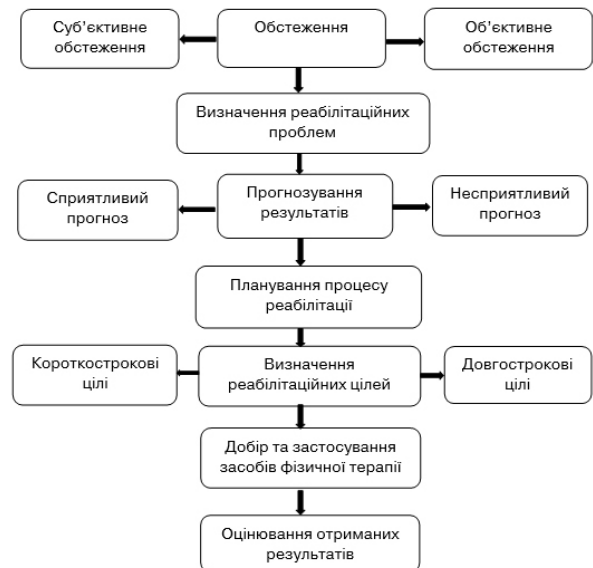 Суб’єктивне
обстеження
Обстеження
Об’єктивне
обстеження
Визначення реабілітаційних
проблем
Сприятливий
прогноз
Прогнозування
результатів
Несприятливий
прогноз
Планування процесу
реабілітації
Короткострокові
цілі
Визначення
реабілітаційних цілей
Довгострокові
цілі
Добір та застосування
засобів фізичної терапії
Оцінювання отриманих
результатів